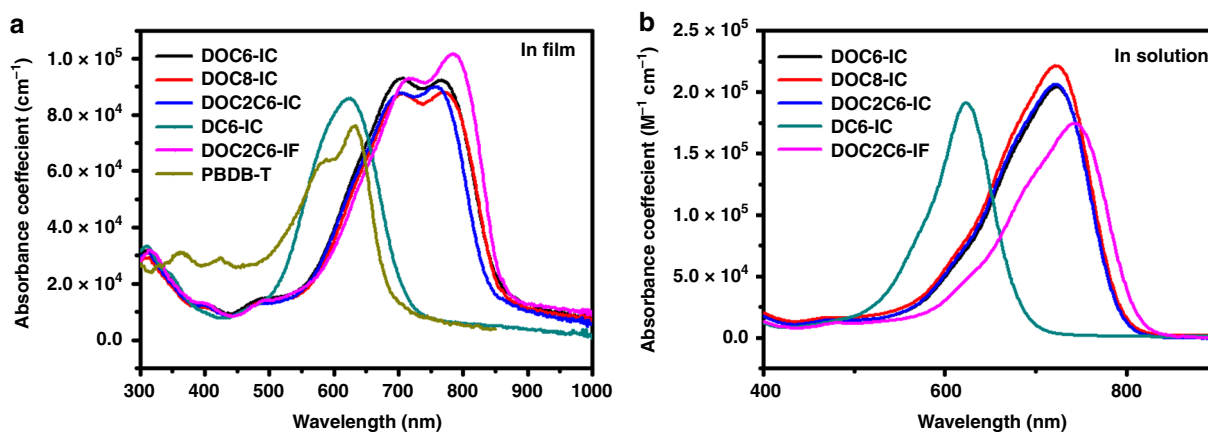 a
In film
DOC6-IC
DOC8-IC
DOC2C6-IC
DC6-IC
DOC2C6-IF
PBDB-T
Absorbance coeffecient (cm⁻¹)
1.0 × 10⁵
8.0 × 10⁴
6.0 × 10⁴
4.0 × 10⁴
2.0 × 10⁴
0.0
300 400 500 600 700 800 900 1000
Wavelength (nm)
b
In solution
DOC6-IC
DOC8-IC
DOC2C6-IC
DC6-IC
DOC2C6-IF
Absorbance coeffecient (M⁻¹ cm⁻¹)
2.5 × 10⁵
2.0 × 10⁵
1.5 × 10⁵
1.0 × 10⁵
5.0 × 10⁴
0.0
400 600 800
Wavelength (nm)